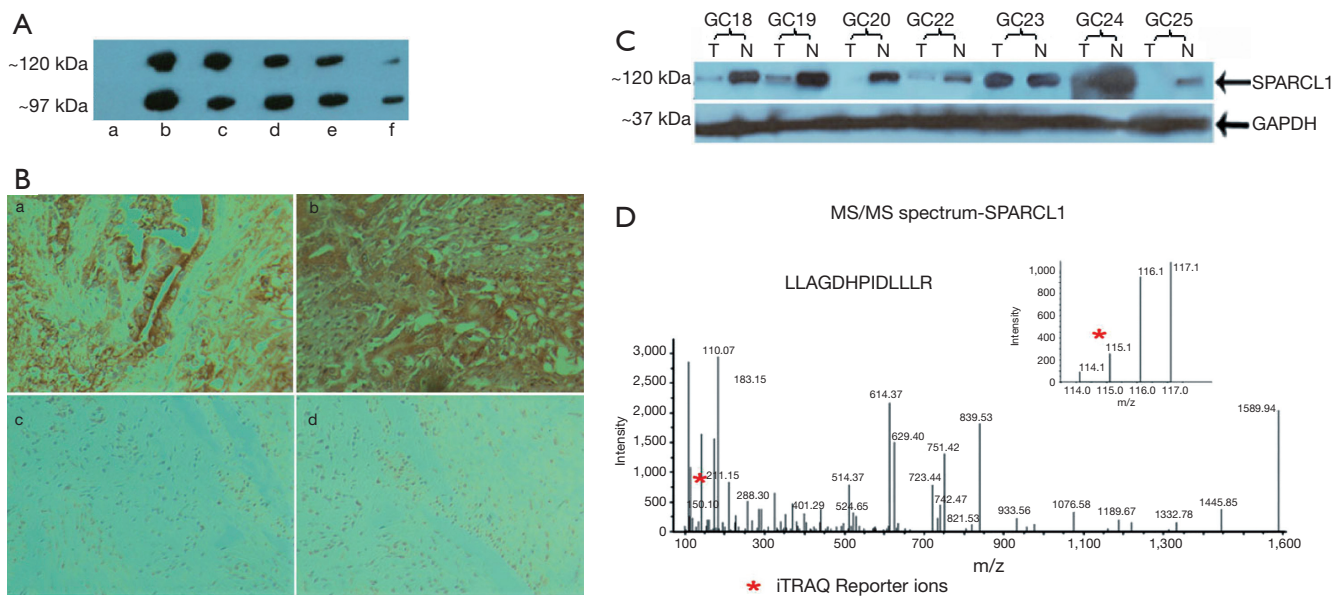 A
~120 kDa
~97 kDa
a b c d e f
B
a
b
c
d
C
GC18 GC19 GC20 GC22 GC23 GC24 GC25
T N T N T N T N T N T N T N
~120 kDa
SPARCL1
~37 kDa
GAPDH
D
MS/MS spectrum-SPARCL1
LLAGDHPIDLLLR
Intensity
3,000
2,500
2,000
1,500
1,000
500
0
110.07
183.15
211.15
150.10
288.30
401.29
514.37
524.65
614.37
629.40
723.44
751.42
742.47
821.53
839.53
933.56
1076.58
1189.67
1332.78
1445.85
1589.94
100 300 500 700 900 1,100 1,300 1,600
m/z
Intensity
1,000
800
600
400
200
0
* 114.1
115.1
116.1
117.1
114.0 115.0 116.0 117.0
m/z
* iTRAQ Reporter ions